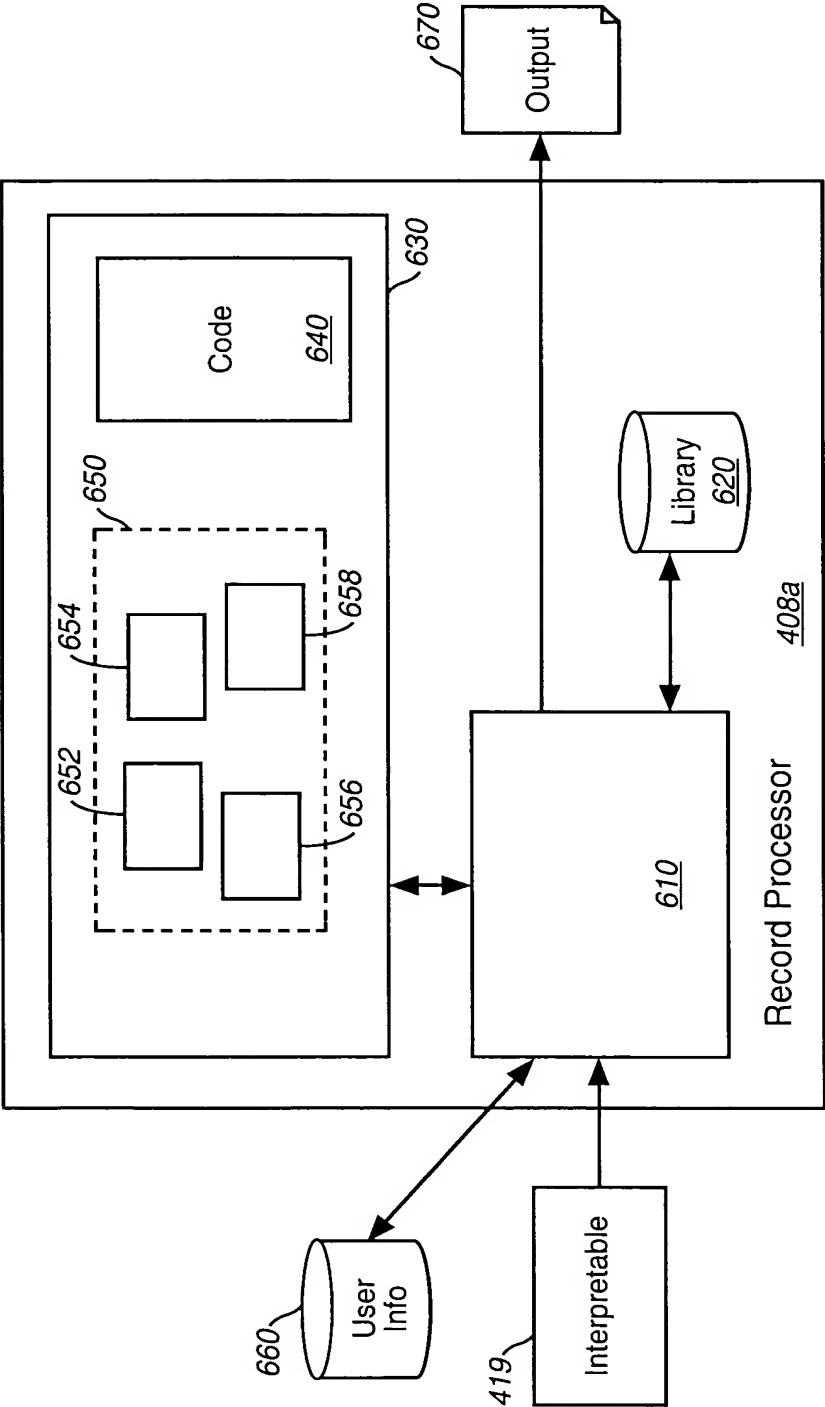 670
Output
630
Code
640
650
654
658
652
656
Library
620
408a
610
Record Processor
660
User
Info
419
Interpretable